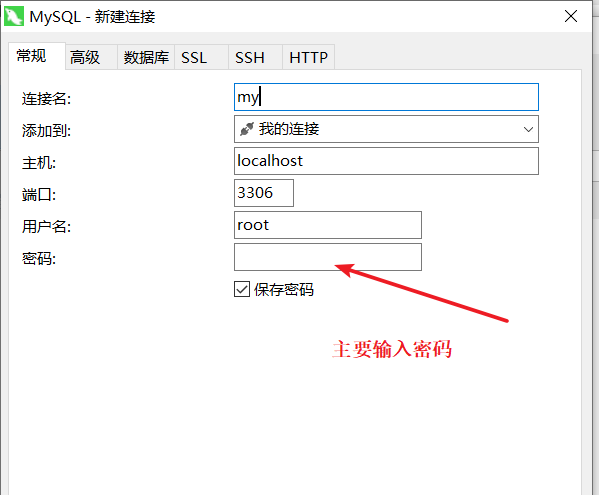 MySQL - 新建连接
常规 高级 数据库 SSL SSH HTTP
连接名: my
添加到: 我的连接
主机: localhost
端口: 3306
用户名: root
密码:
保存密码
主要输入密码